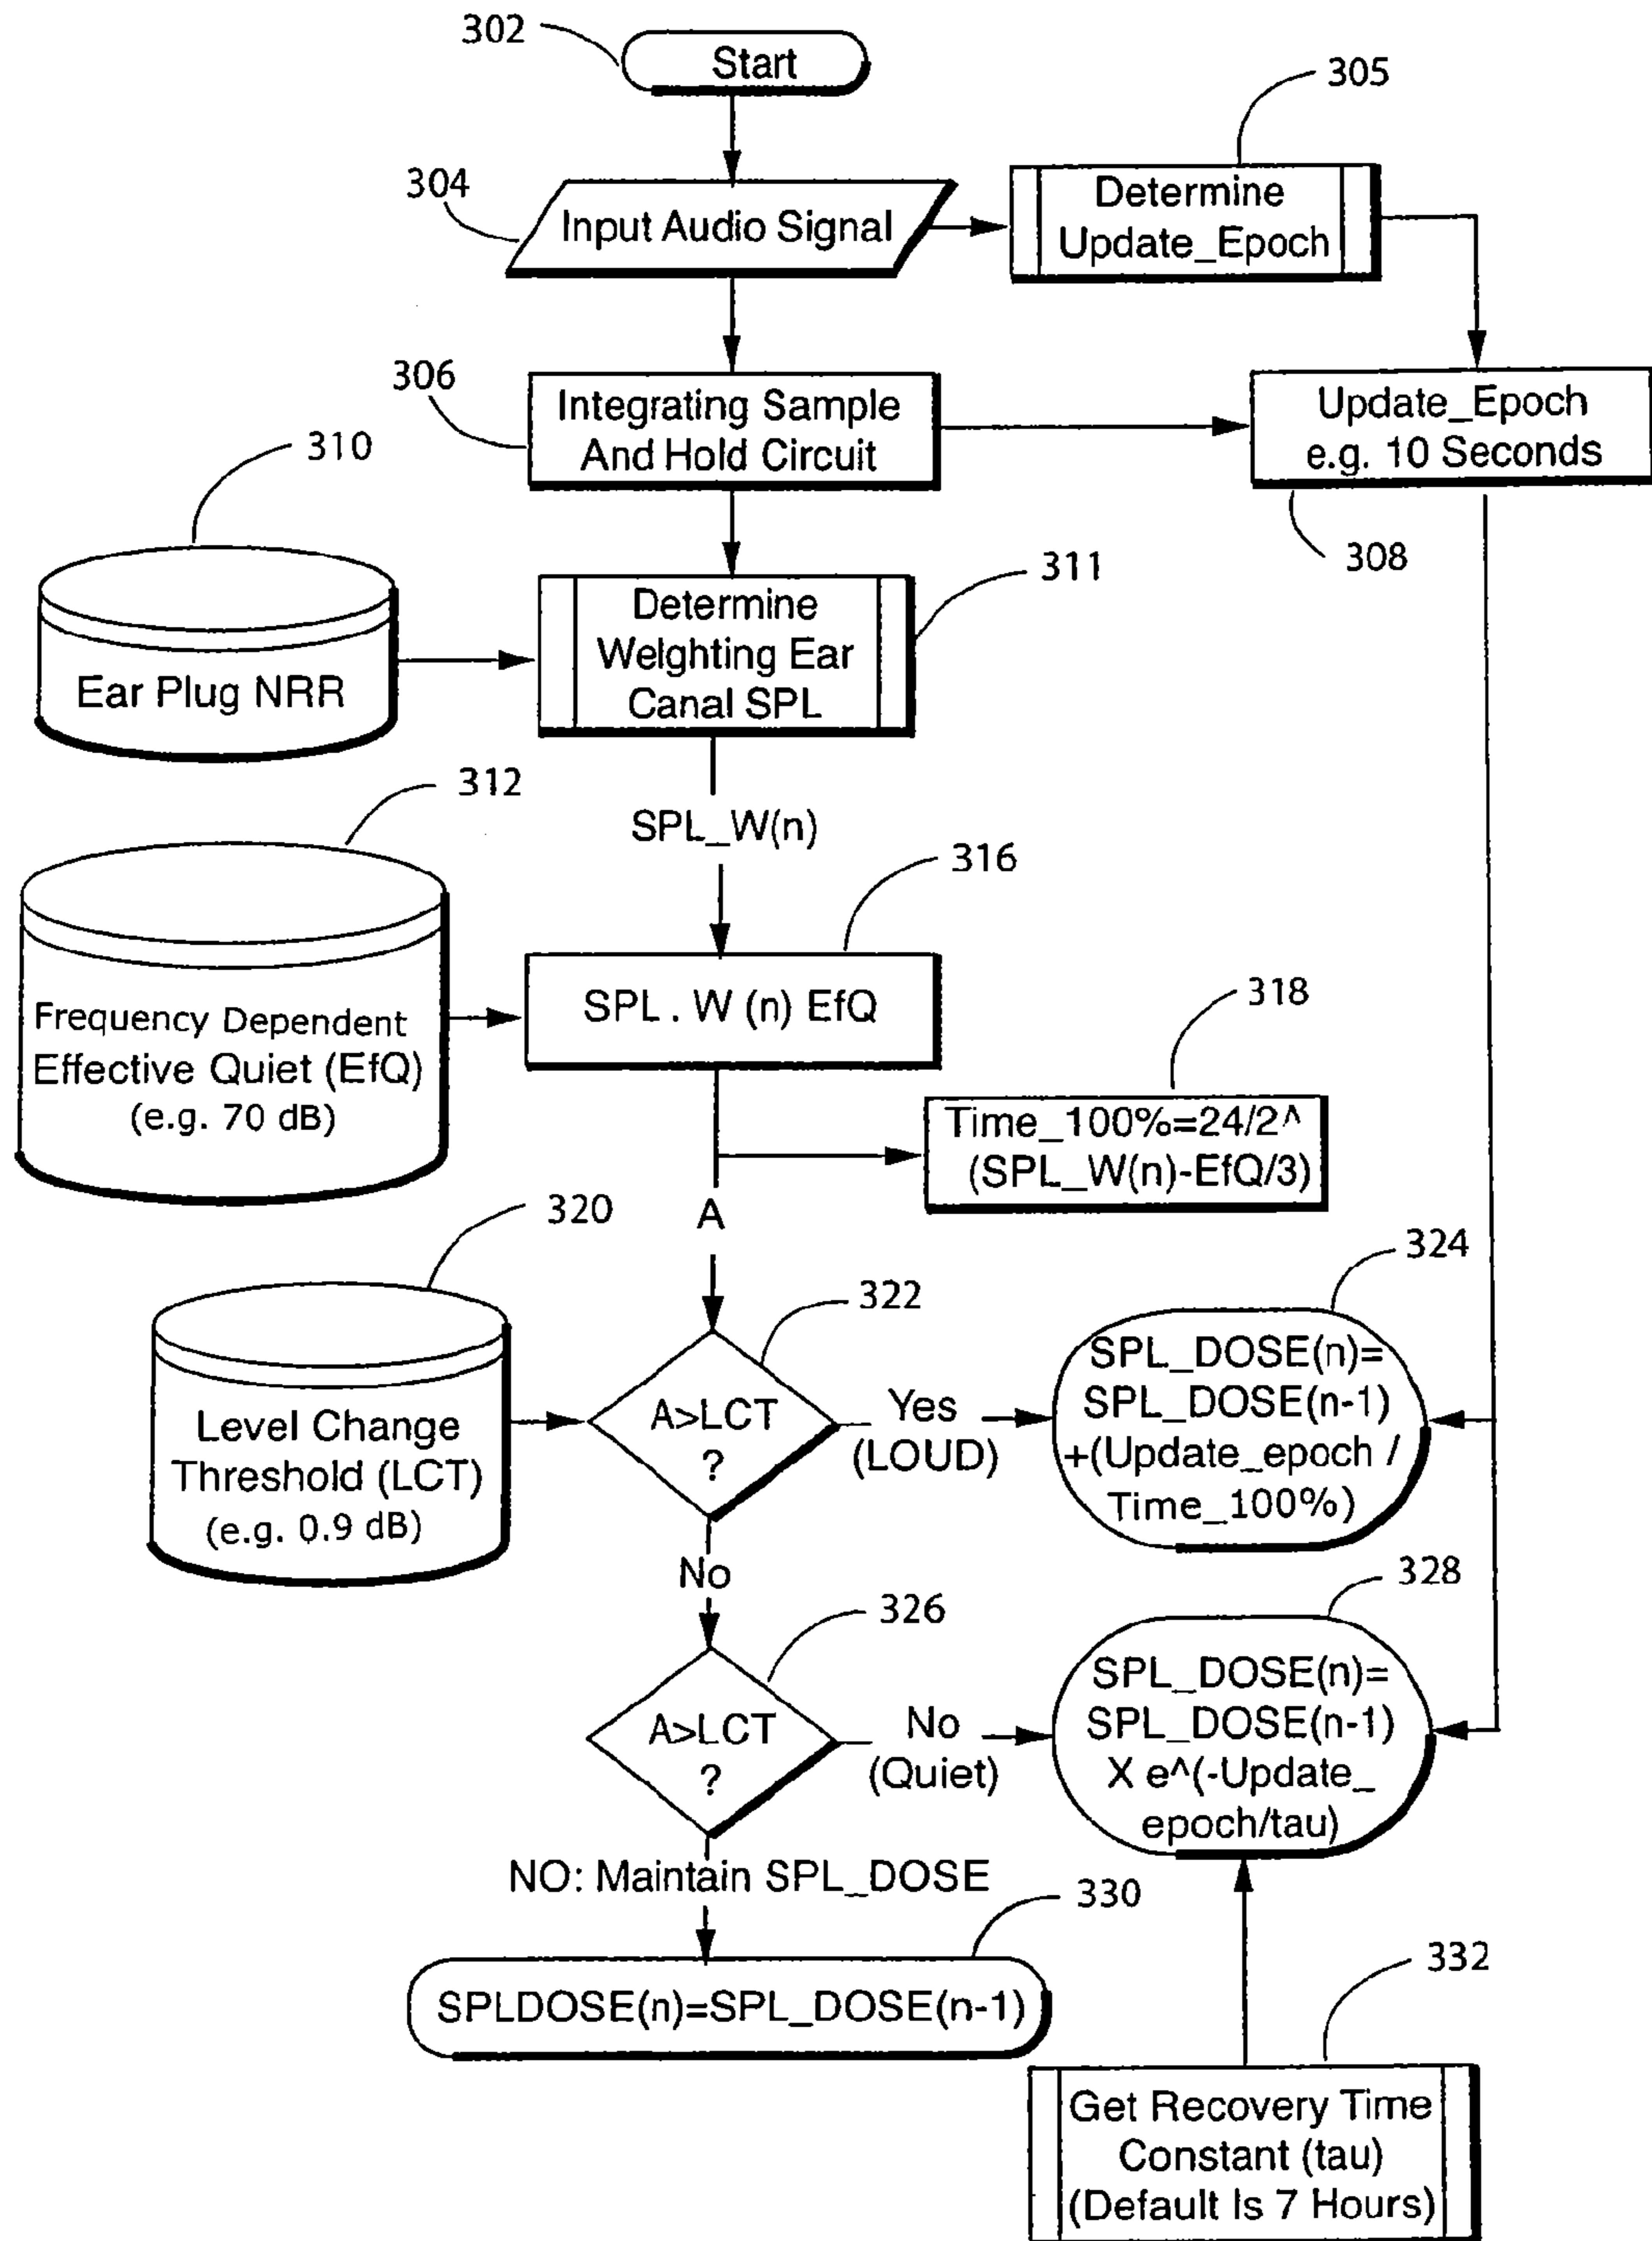 302
Start
305
304
Input Audio Signal
Determine
Update_Epoch
306
Integrating Sample
And Hold Circuit
Update_Epoch
e.g. 10 Seconds
308
310
Ear Plug NRR
311
Determine
Welghting Ear
Canal SPL
312
SPL_W(n)
316
Frequency Dependent
Effective Quiet (EfQ)
(e.g. 70 dB)
SPL . W (n) EfQ
318
Time_100%=24/2^
(SPL_W(n)-EfQ/3)
A
320
Level Change
Threshold (LCT)
(e.g. 0.9 dB)
322
A>LCT
?
Yes
(LOUD)
324
SPL_DOSE(n)=
SPL_DOSE(n-1)
+(Update_epoch /
Time_100%)
No
326
A>LCT
?
No
(Quiet)
328
SPL_DOSE(n)=
SPL_DOSE(n-1)
X e^(-Update_
epoch/tau)
NO: Maintain SPL_DOSE
330
SPLDOSE(n)=SPL_DOSE(n-1)
332
Get Recovery Time
Constant (tau)
(Default Is 7 Hours)